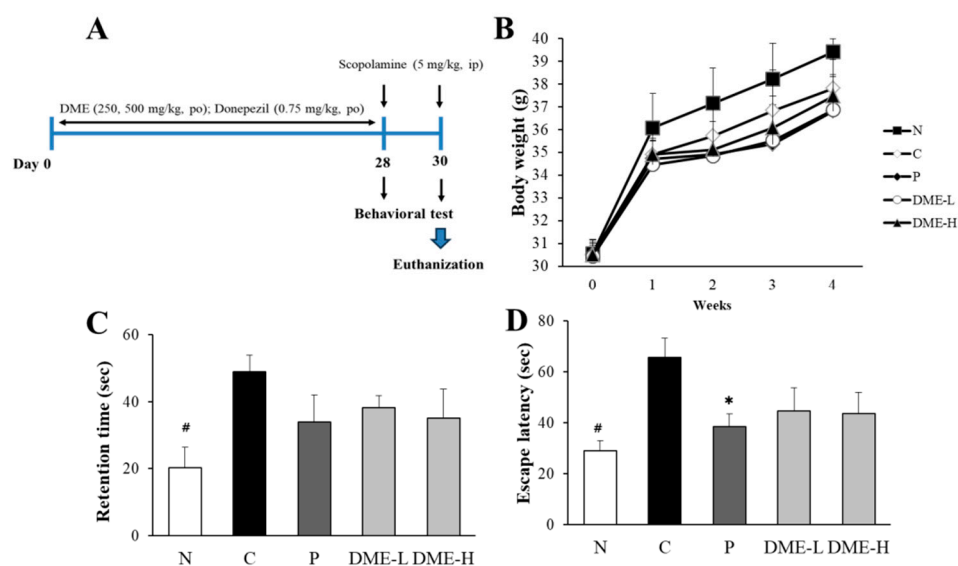 A
Scopolamine (5 mg/kg, ip)
DME (250, 500 mg/kg, po); Donepezil (0.75 mg/kg, po)
Day 0
28
30
Behavioral test
Euthanization
B
Body weight (g)
40
39
38
37
36
35
34
33
32
31
30
0 1 2 3 4
Weeks
N
C
P
DME-L
DME-H
C
Retention time (sec)
60
40
20
0
#
N C P DME-L DME-H
D
Escape latency (sec)
80
60
40
20
0
#
*
N C P DME-L DME-H